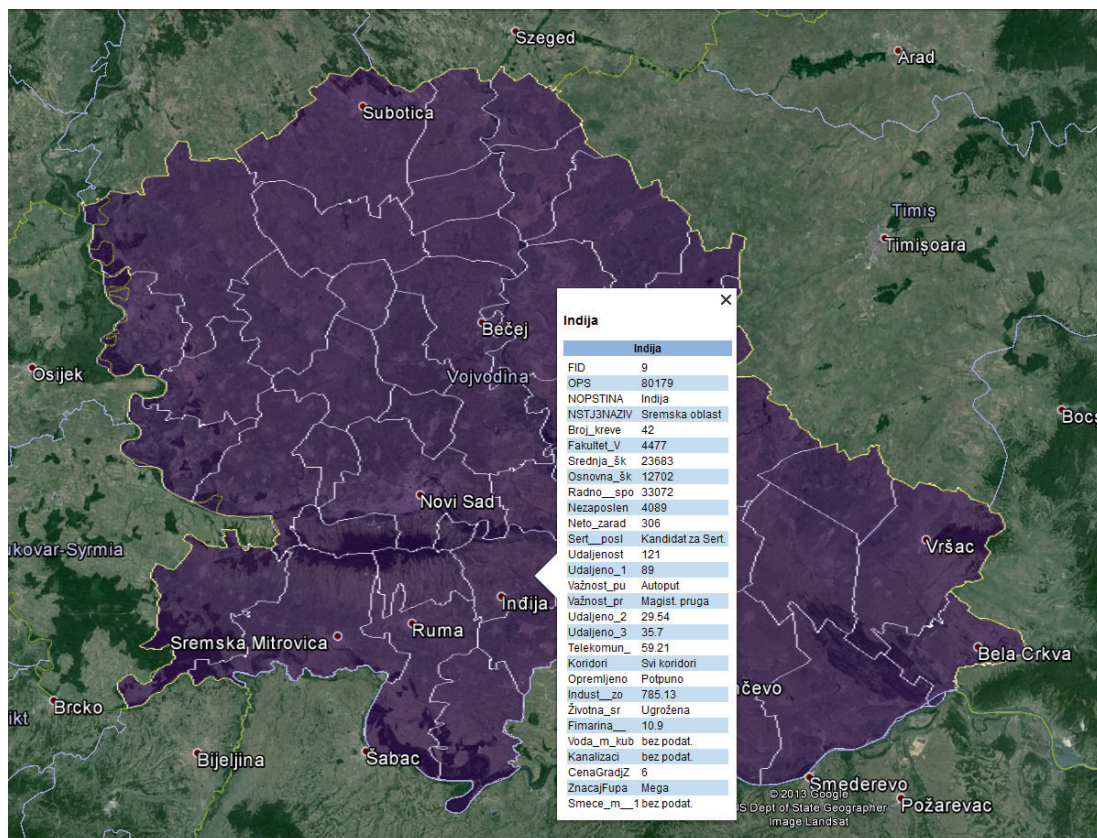 Szeged
Arad
Subotica
Timiş
Timişoara
Bečej
Vojvodina
Osijek
Bocs
Novi Sad
ukovar-Syrmia
Vršac
Inđija
Ruma
Sremska Mitrovica
Bela Crkva
nčevo
Brcko
ikt
Bijeljina
Šabac
Smederevo
Požarevac
© 2013 Google
US Dept of State Geographer
Image Landsat
Indija
Indija
FID 9
OPS 80179
NOPSTINA Indija
NSTJ3NAZIV Sremska oblast
Broj_kreve 42
Fakultet_V 4477
Srednja_šk 23683
Osnovna_šk 12702
Radno__spo 33072
Nezaposlen 4089
Neto_zarad 306
Sert__posl Kandidat za Sert.
Udaljenost 121
Udaljeno_1 89
Važnost_pu Autoput
Važnost_pr Magist. pruga
Udaljeno_2 29.54
Udaljeno_3 35.7
Telekomun_ 59.21
Koridori Svi koridori
Opremljeno Potpuno
Indust__zo 785.13
Životna_sr Ugrožena
Fimarina__ 10.9
Voda_m_kub bez podat.
Kanalizaci bez podat.
CenaGradjZ 6
ZnacajFupa Mega
Smece_m__1 bez podat.